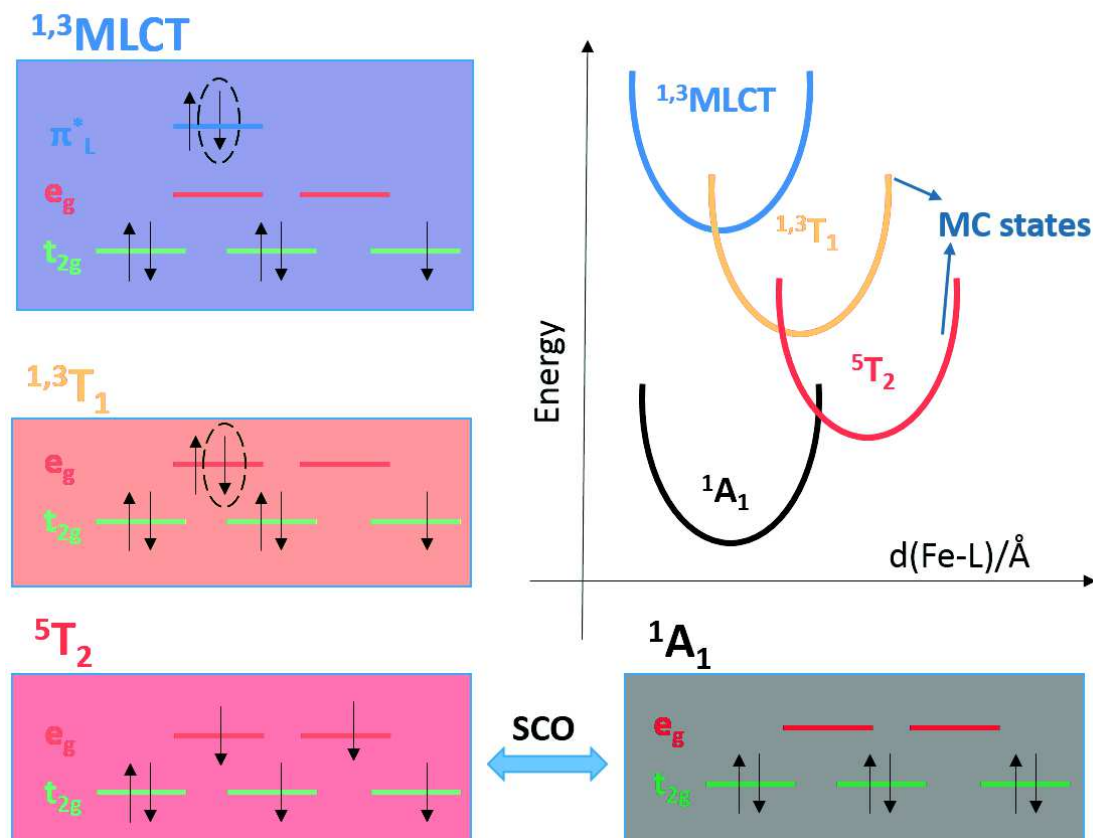 1,3MLCT
π*L
eg
t2g
1,3T1
eg
t2g
5T2
eg
t2g
Energy
1,3MLCT
1,3T1
MC states
5T2
1A1
d(Fe-L)/Å
SCO
1A1
eg
t2g